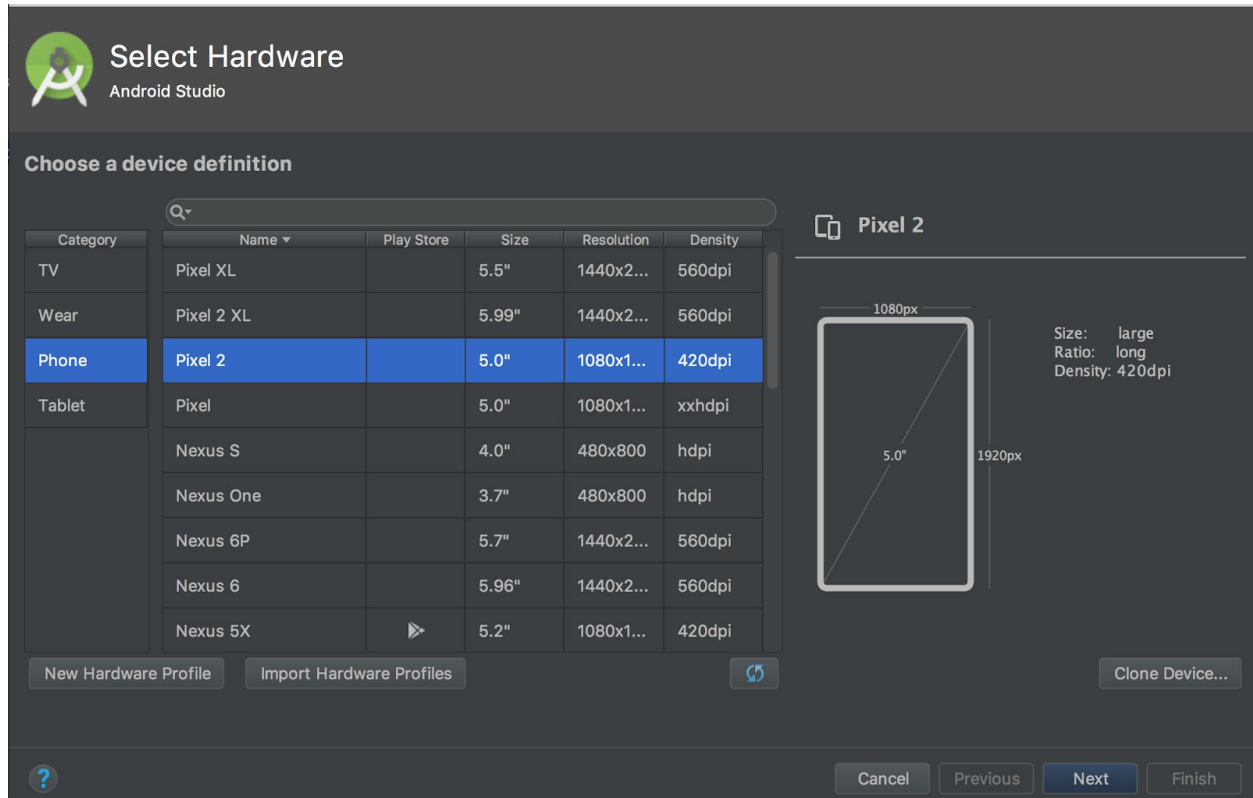 Select Hardware
Android Studio
Choose a device definition
Category
TV
Wear
Phone
Tablet
Name Play Store Size Resolution Density
Pixel XL 5.5" 1440x2... 560dpi
Pixel 2 XL 5.99" 1440x2... 560dpi
Pixel 2 5.0" 1080x1... 420dpi
Pixel 5.0" 1080x1... xxhdpi
Nexus S 4.0" 480x800 hdpi
Nexus One 3.7" 480x800 hdpi
Nexus 6P 5.7" 1440x2... 560dpi
Nexus 6 5.96" 1440x2... 560dpi
Nexus 5X 5.2" 1080x1... 420dpi
New Hardware Profile Import Hardware Profiles
Pixel 2
1080px
5.0"
1920px
Size: large
Ratio: long
Density: 420dpi
Clone Device...
?
Cancel Previous Next Finish